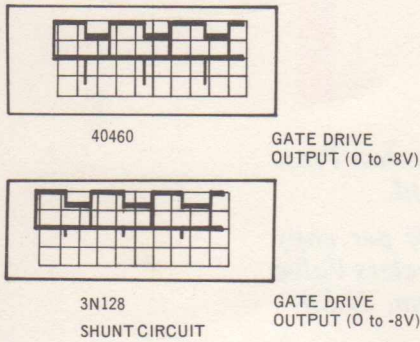 40460
GATE DRIVE
OUTPUT (0 to -8V)
3N128
SHUNT CIRCUIT
GATE DRIVE
OUTPUT (0 to -8V)